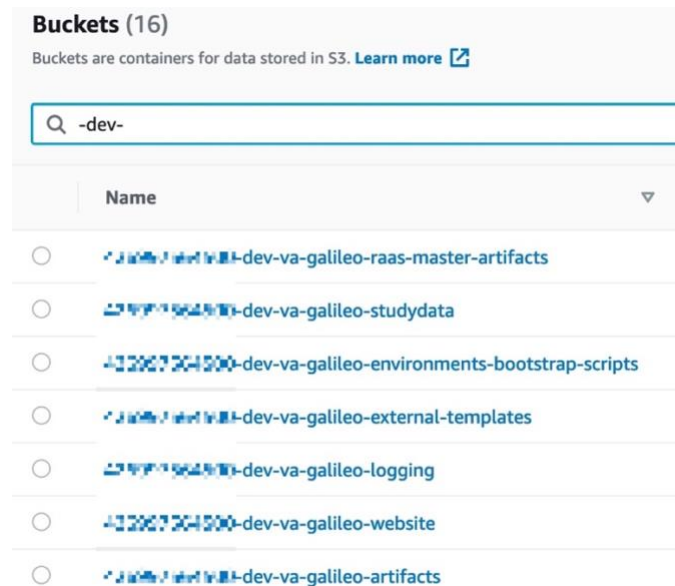 Buckets (16)
Buckets are containers for data stored in S3. Learn more
-dev-
Name
-dev-va-galileo-raas-master-artifacts
-dev-va-galileo-studydata
-dev-va-galileo-environments-bootstrap-scripts
-dev-va-galileo-external-templates
-dev-va-galileo-logging
-dev-va-galileo-website
-dev-va-galileo-artifacts